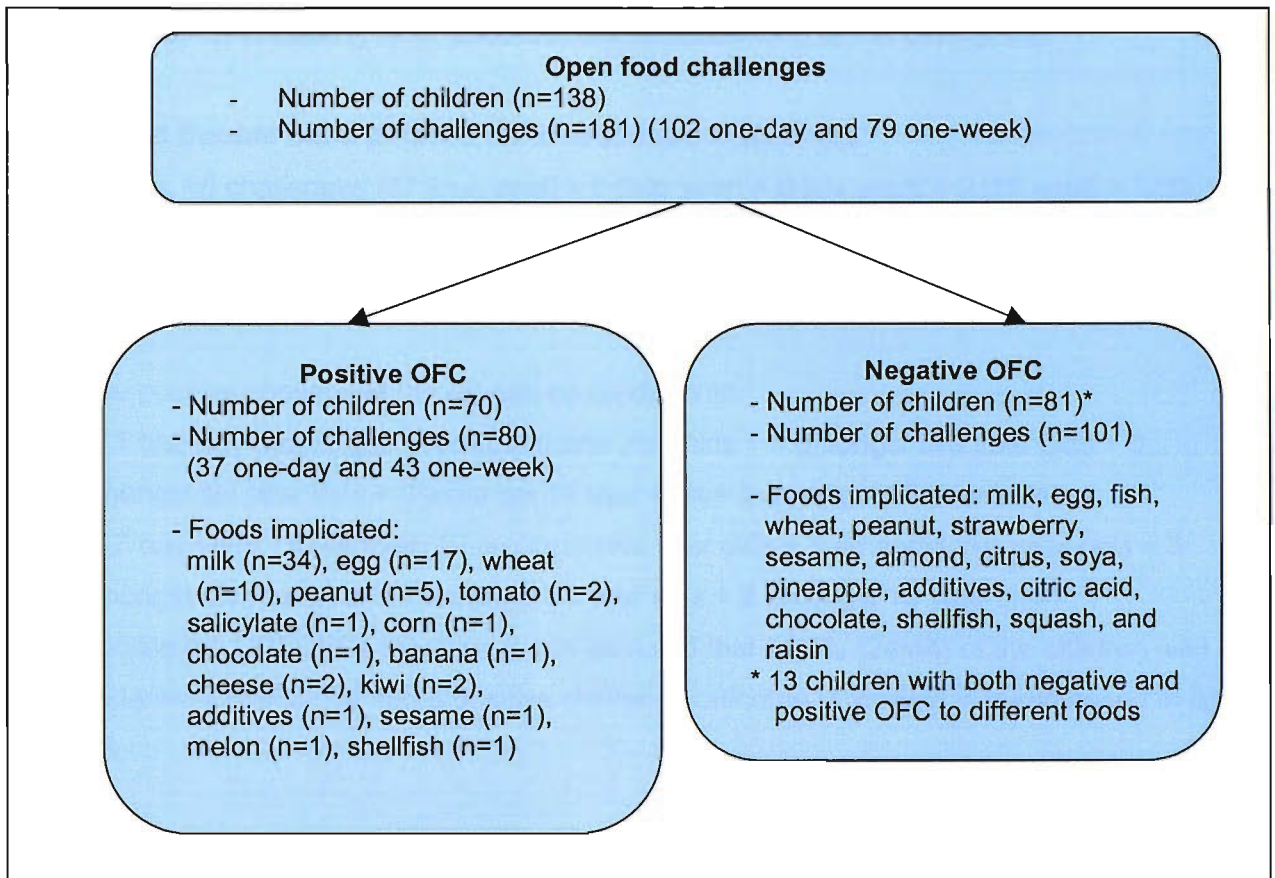 Open food challenges
- Number of children (n=138)
- Number of challenges (n=181) (102 one-day and 79 one-week)
Positive OFC
- Number of children (n=70)
- Number of challenges (n=80)
(37 one-day and 43 one-week)
- Foods implicated:
milk (n=34), egg (n=17), wheat
(n=10), peanut (n=5), tomato (n=2),
salicylate (n=1), corn (n=1),
chocolate (n=1), banana (n=1),
cheese (n=2), kiwi (n=2),
additives (n=1), sesame (n=1),
melon (n=1), shellfish (n=1)
Negative OFC
- Number of children (n=81)*
- Number of challenges (n=101)
- Foods implicated: milk, egg, fish,
wheat, peanut, strawberry,
sesame, almond, citrus, soya,
pineapple, additives, citric acid,
chocolate, shellfish, squash, and
raisin
* 13 children with both negative and
positive OFC to different foods